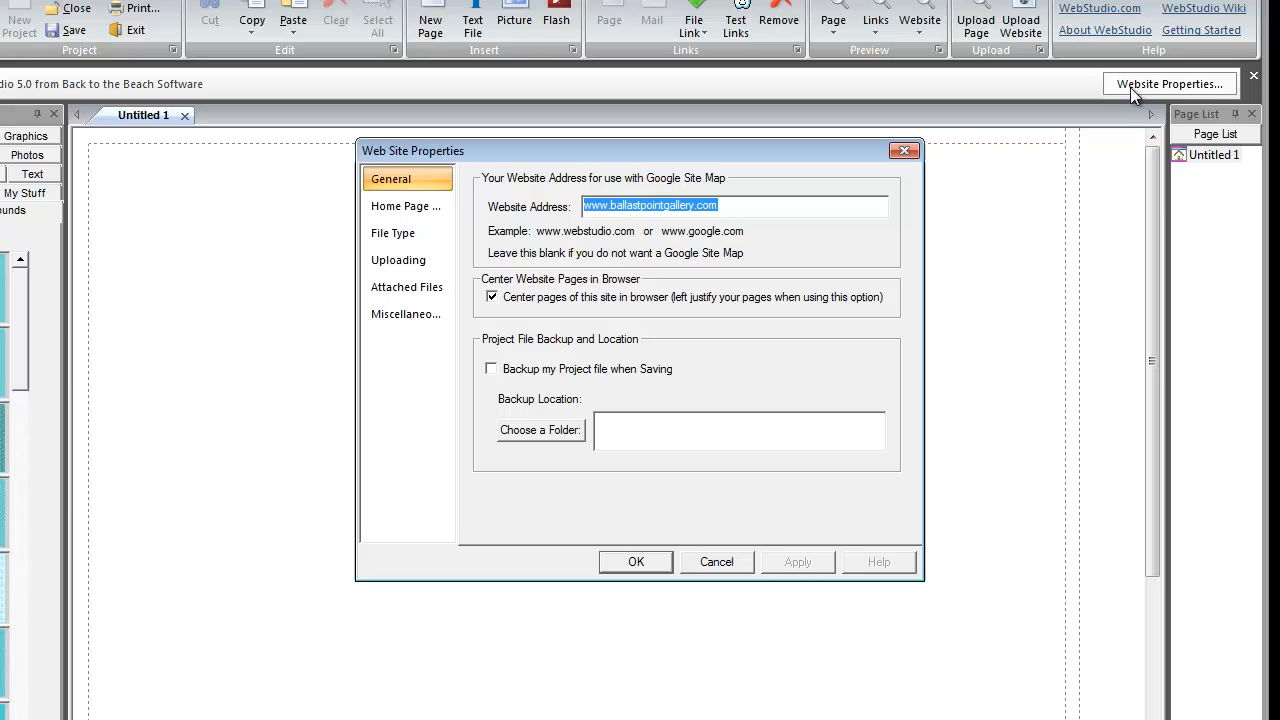 Close Print...
New Project Save Exit
Project
Cut Copy Paste Clear Select All
Edit
New Page Text File Picture Flash
Insert
Page Mail File Link Test Links Remove
Links
Page Links Website
Preview
Upload Page Upload Website
Upload
WebStudio.com WebStudio Wiki
About WebStudio Getting Started
Help
dio 5.0 from Back to the Beach Software
Website Properties...
Untitled 1
Graphics
Photos
Text
My Stuff
ounds
Page List
Page List
Untitled 1
Web Site Properties
General
Home Page ...
File Type
Uploading
Attached Files
Miscellaneo...
Your Website Address for use with Google Site Map
Website Address: www.ballastpointgallery.com
Example: www.webstudio.com or www.google.com
Leave this blank if you do not want a Google Site Map
Center Website Pages in Browser
Center pages of this site in browser (left justify your pages when using this option)
Project File Backup and Location
Backup my Project file when Saving
Backup Location:
Choose a Folder:
OK Cancel Apply Help